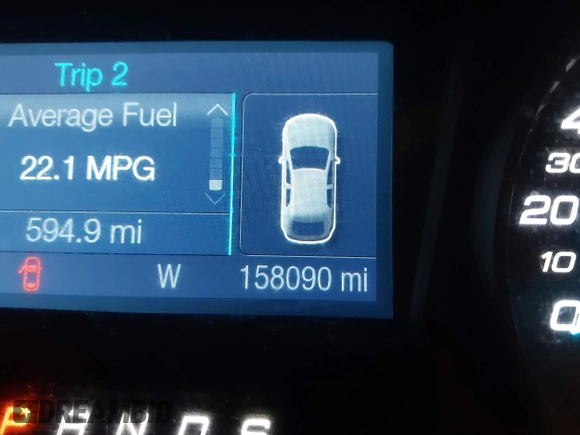 Trip 2
Average Fuel
22.1 MPG
594.9 mi
W 158090 mi
30
20
10
P R N D S
DREAMBID